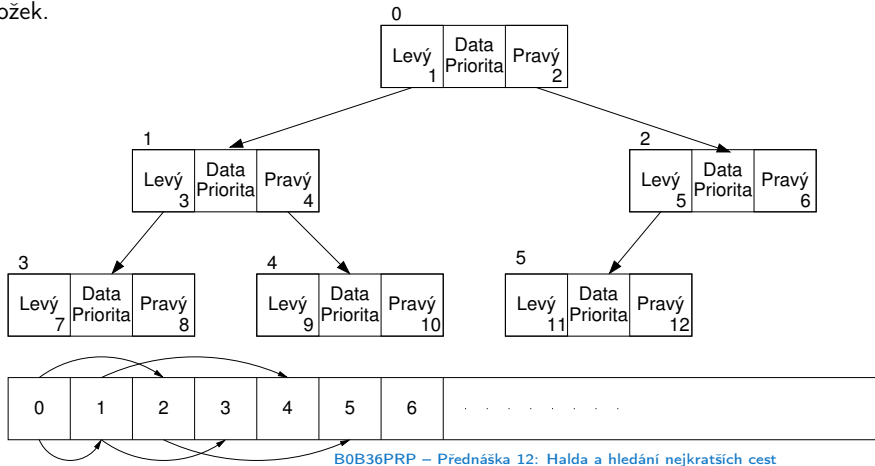 ožek.
0
Levý Data Pravý
1 Priorita 2
1
Levý Data Pravý
3 Priorita 4
2
Levý Data Pravý
5 Priorita 6
3
Levý Data Pravý
7 Priorita 8
4
Levý Data Pravý
9 Priorita 10
5
Levý Data Pravý
11 Priorita 12
0 1 2 3 4 5 6 . . . . . . . .
B0B36PRP – Přednáška 12: Halda a hledání nejkratších cest